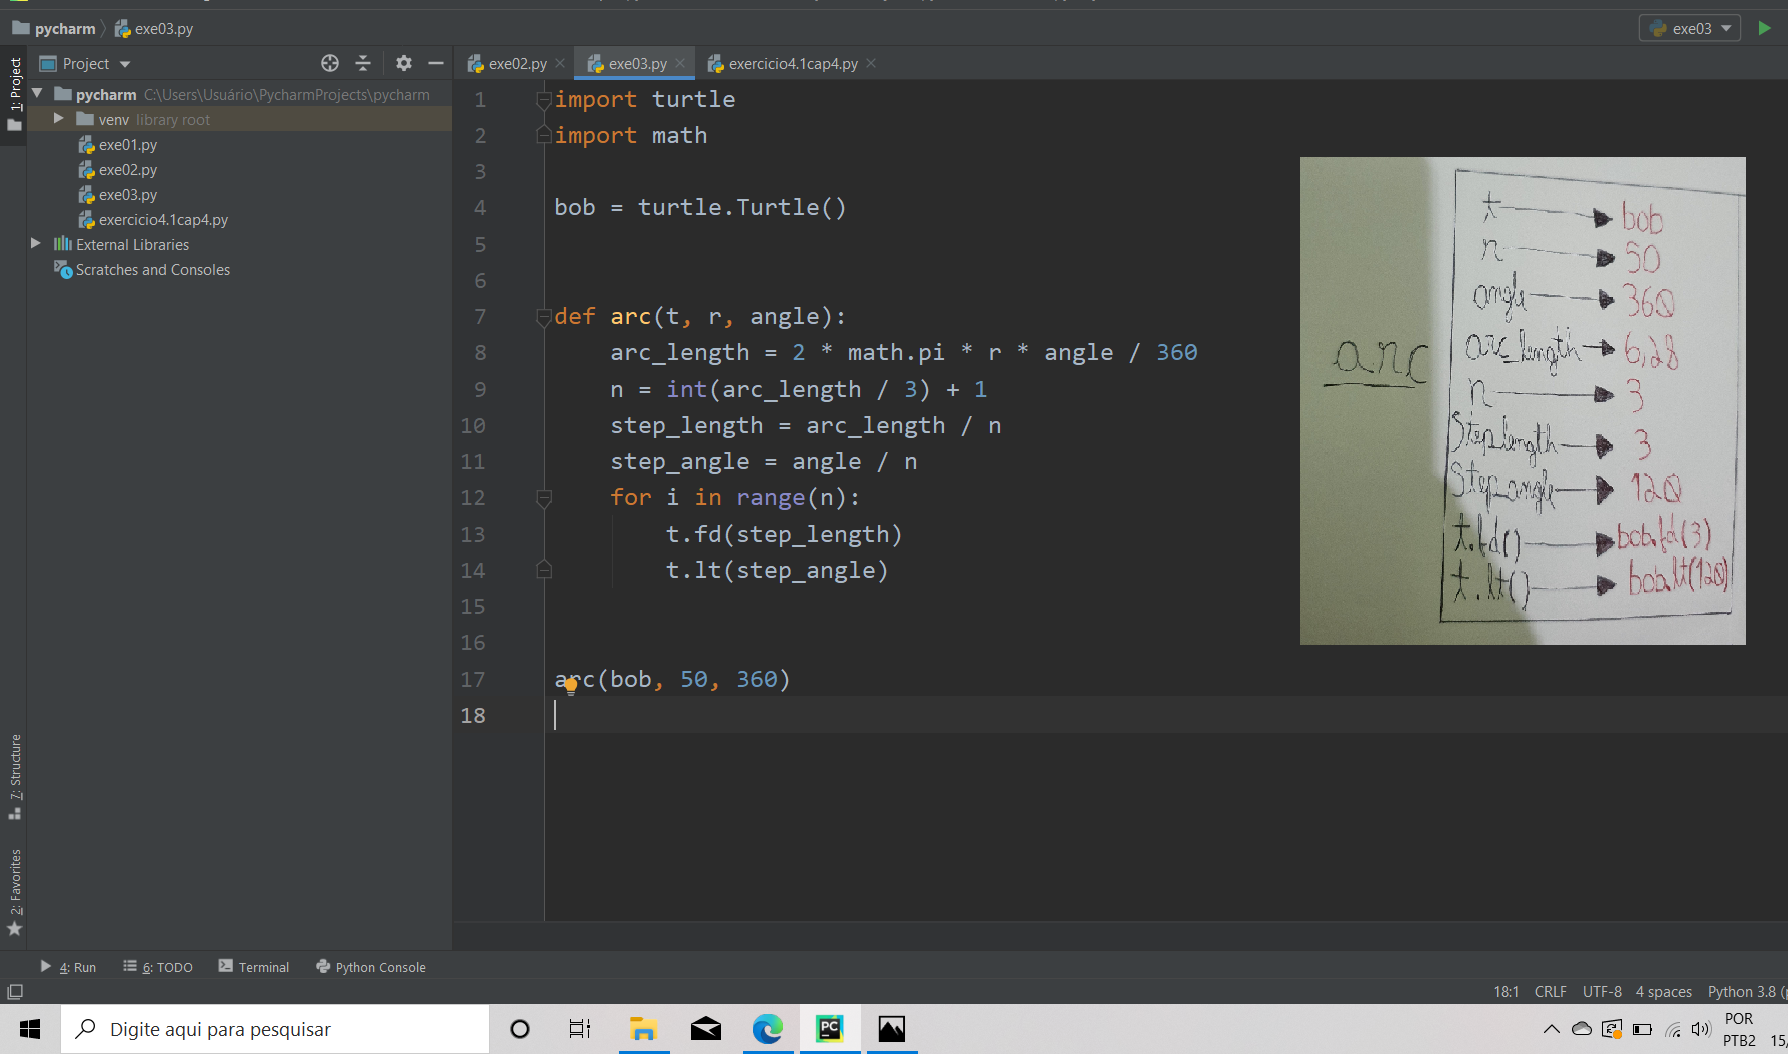 pycharm exe03.py exe03
1: Project
Project
exe02.py exe03.py exercicio4.1cap4.py
pycharm C:\Users\Usuário\PycharmProjects\pycharm
venv library root
exe01.py
exe02.py
exe03.py
exercicio4.1cap4.py
External Libraries
Scratches and Consoles
1 import turtle
2 import math
3
4 bob = turtle.Turtle()
5
6
7 def arc(t, r, angle):
8 arc_length = 2 * math.pi * r * angle / 360
9 n = int(arc_length / 3) + 1
10 step_length = arc_length / n
11 step_angle = angle / n
12 for i in range(n):
13 t.fd(step_length)
14 t.lt(step_angle)
15
16
17 arc(bob, 50, 360)
18
arc
t bob
r 50
angle 360
arc_length 6,28
n 3
Step_length 3
Step_angle 120
t.fd() bob.fd(3)
t.lt() bob.lt(120)
7: Structure
2: Favorites
4: Run 6: TODO Terminal Python Console
18:1 CRLF UTF-8 4 spaces Python 3.8 (
Digite aqui para pesquisar
PC
POR
PTB2
15,